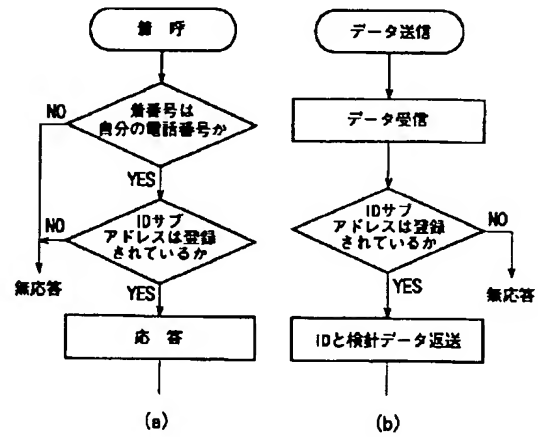 着 呼
着番号は
自分の電話番号か
NO
YES
IDサブ
アドレスは登録
されているか
NO
YES
無応答
応 答
(a)
データ送信
データ受信
IDサブ
アドレスは登録
されているか
NO
YES
無応答
IDと検針データ返送
(b)